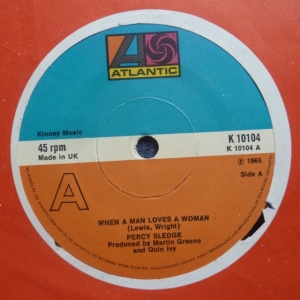 ATLANTIC
Kinney Music
45 rpm
Made in UK
K 10104
K 10104 A
℗ 1966
Side A
A
WHEN A MAN LOVES A WOMAN
(Lewis, Wright)
PERCY SLEDGE
Produced by Martin Greene
and Quin Ivy